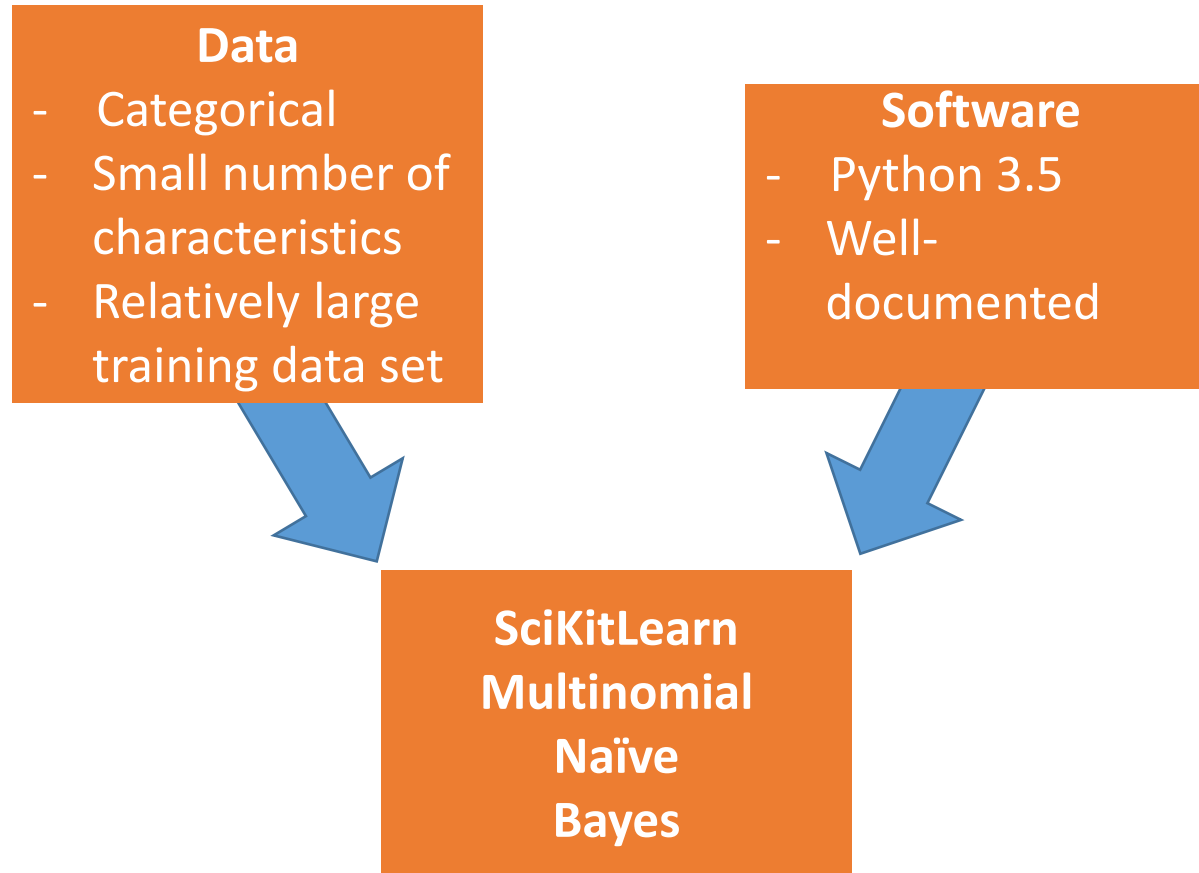 Data
- Categorical
- Small number of
characteristics
- Relatively large
training data set
Software
- Python 3.5
- Well-
documented
SciKitLearn
Multinomial
Naïve
Bayes